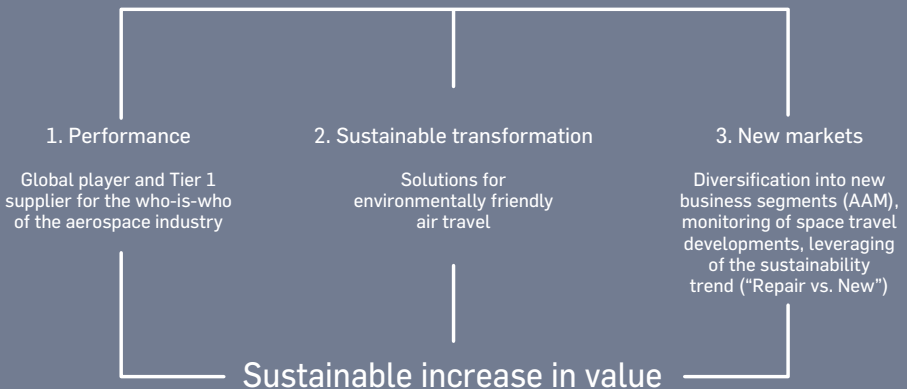 1. Performance
Global player and Tier 1
supplier for the who-is-who
of the aerospace industry
2. Sustainable transformation
Solutions for
environmentally friendly
air travel
3. New markets
Diversification into new
business segments (AAM),
monitoring of space travel
developments, leveraging
of the sustainability
trend (“Repair vs. New”)
Sustainable increase in value